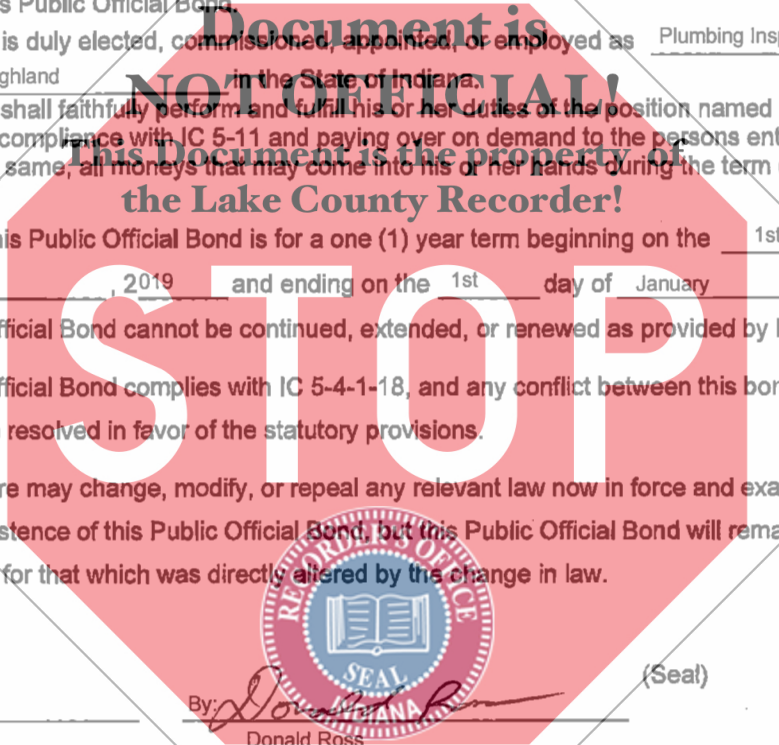 s Public Official Bond.
Document is
is duly elected, commissioned, appointed, or employed as Plumbing Insp
ghland in the State of Indiana.
NOT OFFICIAL!
shall faithfully perform and fulfill his or her duties of the position named
compliance with IC 5-11 and paying over on demand to the persons ent
This Document is the property of
same, all moneys that may come into his or her hands during the term
the Lake County Recorder!
is Public Official Bond is for a one (1) year term beginning on the 1st
, 2019 and ending on the 1st day of January
STOP
fficial Bond cannot be continued, extended, or renewed as provided by
fficial Bond complies with IC 5-4-1-18, and any conflict between this bon
resolved in favor of the statutory provisions.
re may change, modify, or repeal any relevant law now in force and exa
stence of this Public Official Bond, but this Public Official Bond will rema
for that which was directly altered by the change in law.
RECORDER'S OFFICE
SEAL
INDIANA
(Seal)
By:
Donald Ross